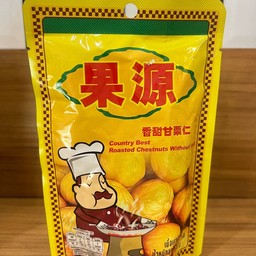 果源
香甜甘栗仁
Country Best
Roasted Chestnuts Without